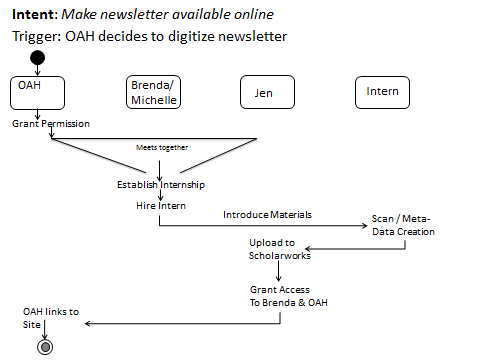 Intent: Make newsletter available online
Trigger: OAH decides to digitize newsletter
OAH
Brenda/
Michelle
Jen
Intern
Grant Permission
Meets together
Establish Internship
Hire Intern
Introduce Materials
Scan / Meta-
Data Creation
Upload to
Scholarworks
Grant Access
To Brenda & OAH
OAH links to
Site